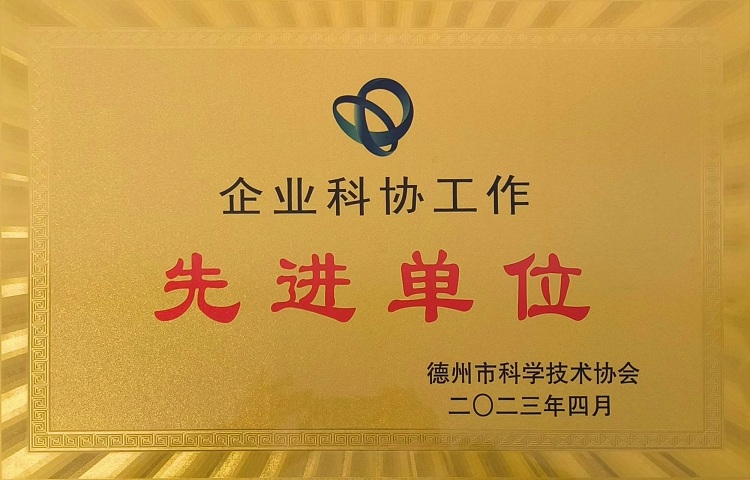 企业科协工作
先进单位
德州市科学技术协会
二〇二三年四月